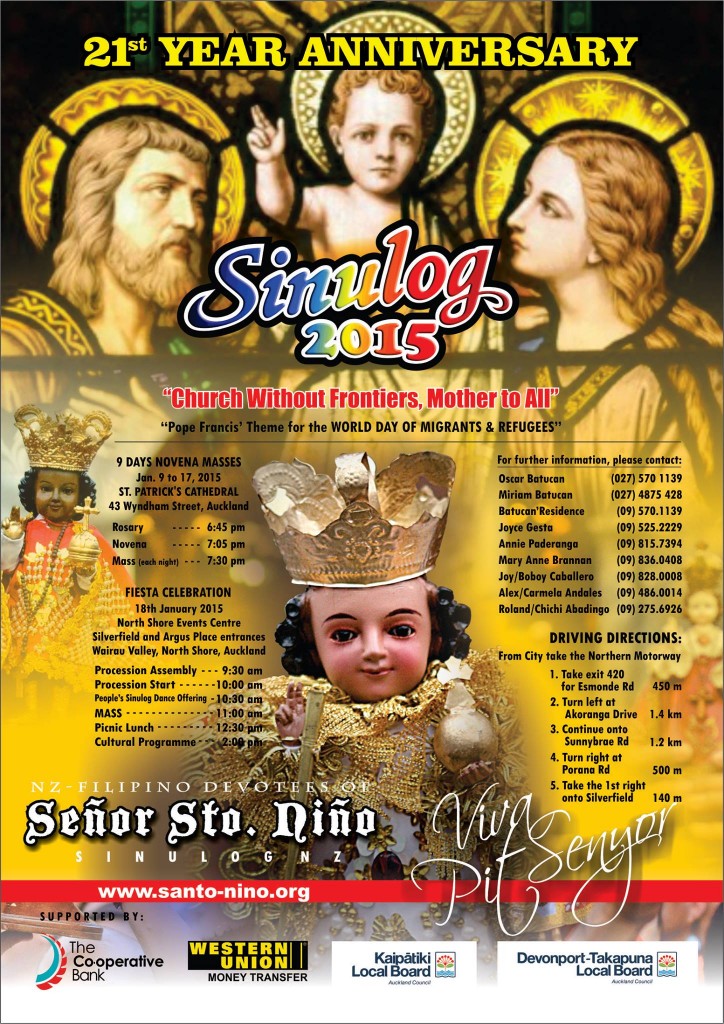 21st YEAR ANNIVERSARY
Sinulog
2015
“Church Without Frontiers, Mother to All”
“Pope Francis’ Theme for the WORLD DAY OF MIGRANTS & REFUGEES”
9 DAYS NOVENA MASSES
Jan. 9 to 17, 2015
ST. PATRICK'S CATHEDRAL
43 Wyndham Street, Auckland
Rosary ----- 6:45 pm
Novena ----- 7:05 pm
Mass (each night) --- 7:30 pm
FIESTA CELEBRATION
18th January 2015
North Shore Events Centre
Silverfield and Argus Place entrances
Wairau Valley, North Shore, Auckland
Procession Assembly --- 9:30 am
Procession Start ------10:00 am
People's Sinulog Dance Offering -10:30 am
MASS --------------11:00 am
Picnic Lunch --------- 12:30 pm
Cultural Programme---- 2:00 pm
For further information, please contact:
Oscar Batucan (027) 570 1139
Miriam Batucan (027) 4875 428
Batucan'Residence (09) 570.1139
Joyce Gesta (09) 525.2229
Annie Paderanga (09) 815.7394
Mary Anne Brannan (09) 836.0408
Joy/Boboy Caballero (09) 828.0008
Alex/Carmela Andales (09) 486.0014
Roland/Chichi Abadingo (09) 275.6926
DRIVING DIRECTIONS:
From City take the Northern Motorway
1. Take exit 420
for Esmonde Rd 450 m
2. Turn left at
Akoranga Drive 1.4 km
3. Continue onto
Sunnybrae Rd 1.2 km
4. Turn right at
Porana Rd 500 m
5. Take the 1st right
onto Silverfield 140 m
NZ-FILIPINO DEVOTEES OF
Señor Sto. Niño
SINULOGNZ
Viva
Pit Senyor
www.santo-nino.org
SUPPORTED BY:
The
Co-operative
Bank
WESTERN
UNION
MONEY TRANSFER
Kaipātiki
Local Board
Auckland Council
Devonport-Takapuna
Local Board
Auckland Council